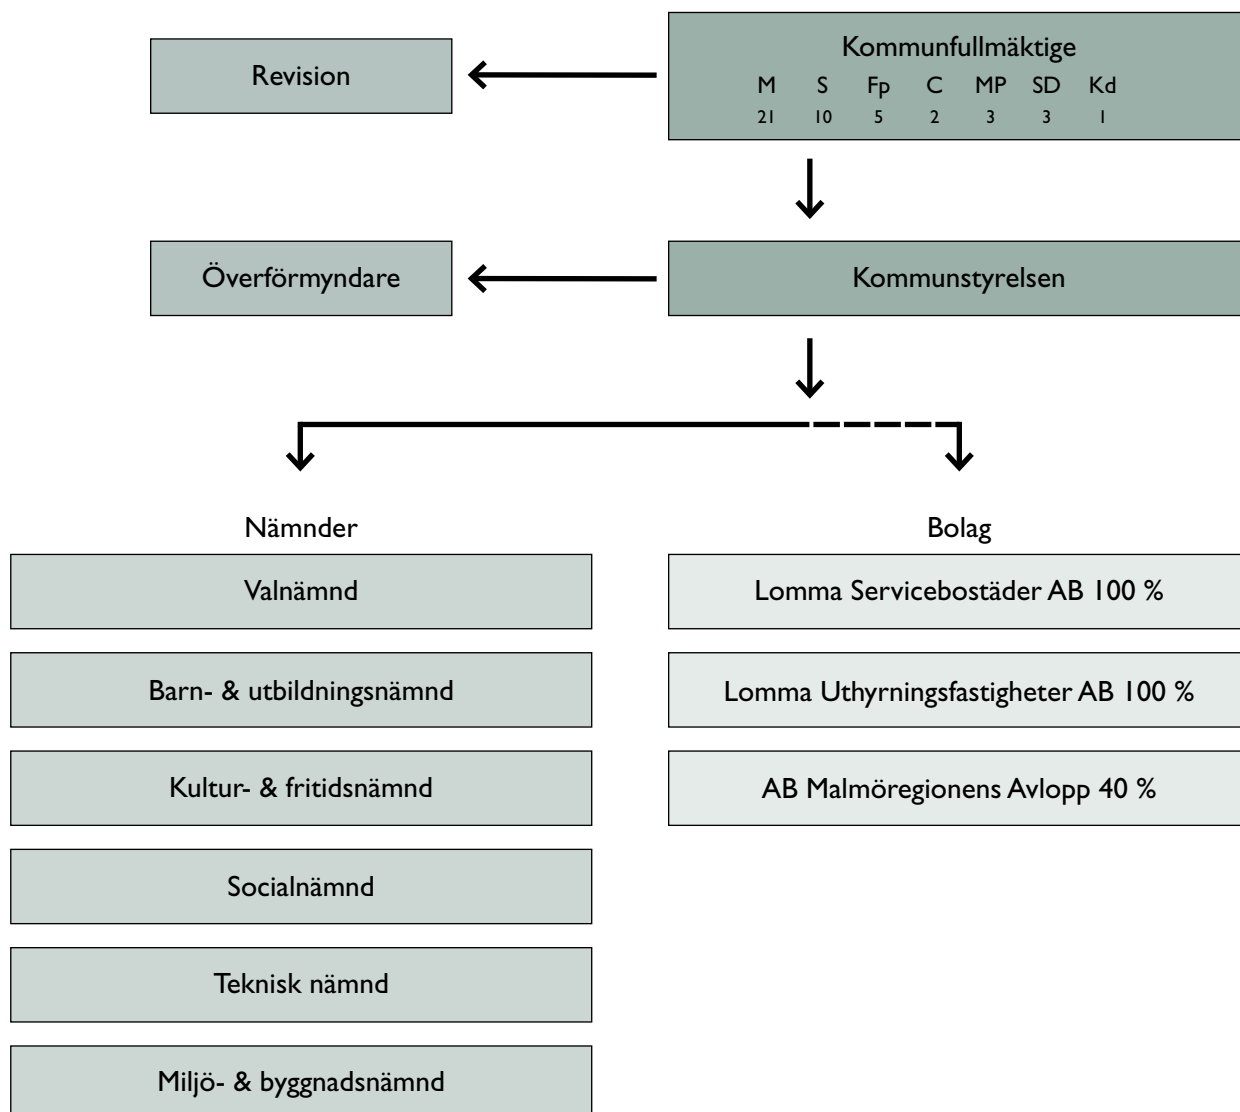 Revision
Kommunfullmäktige
M S Fp C MP SD Kd
21 10 5 2 3 3 1
Överförmyndare
Kommunstyrelsen
Nämnder
Valnämnd
Barn- & utbildningsnämnd
Kultur- & fritidsnämnd
Socialnämnd
Teknisk nämnd
Miljö- & byggnadsnämnd
Bolag
Lomma Servicebostäder AB 100 %
Lomma Uthyrningsfastigheter AB 100 %
AB Malmöregionens Avlopp 40 %